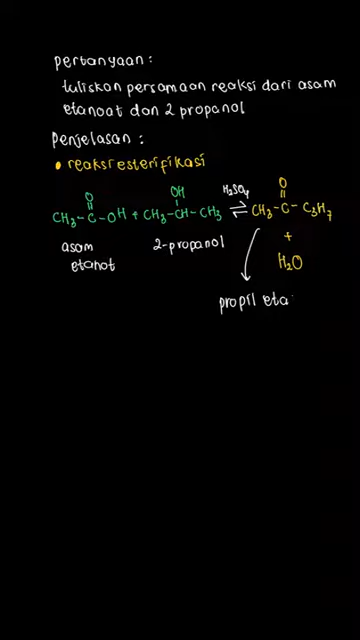 pertanyaan :
tuliskan persamaan reaksi dari asam
etanoat dan 2 propanol
Penjelasan :
• reaksi esterifikasi
O OH H₂SO₄ O
CH₃-C-OH + CH₃-CH-CH₃ ⇌ CH₃-C-C₃H₇
asam 2-propanol +
etanot H₂O
propil eta